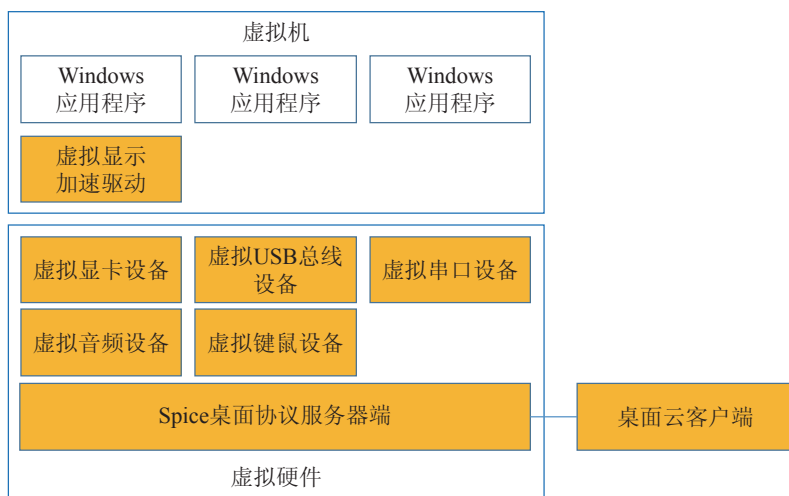 虚拟机
Windows
应用程序
Windows
应用程序
Windows
应用程序
虚拟显示
加速驱动
虚拟显卡设备
虚拟USB总线
设备
虚拟串口设备
虚拟音频设备
虚拟键鼠设备
Spice桌面协议服务器端
桌面云客户端
虚拟硬件